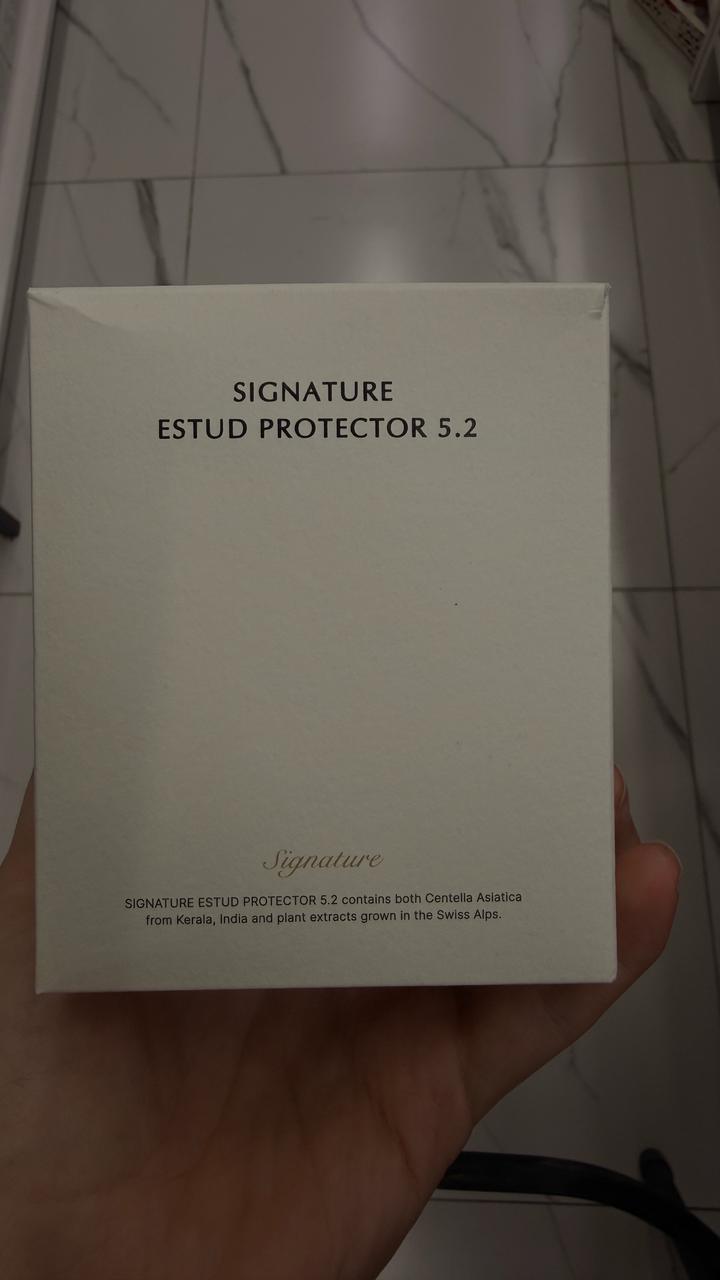 SIGNATURE
ESTUD PROTECTOR 5.2
Signature
SIGNATURE ESTUD PROTECTOR 5.2 contains both Centella Asiatica
from Kerala, India and plant extracts grown in the Swiss Alps.